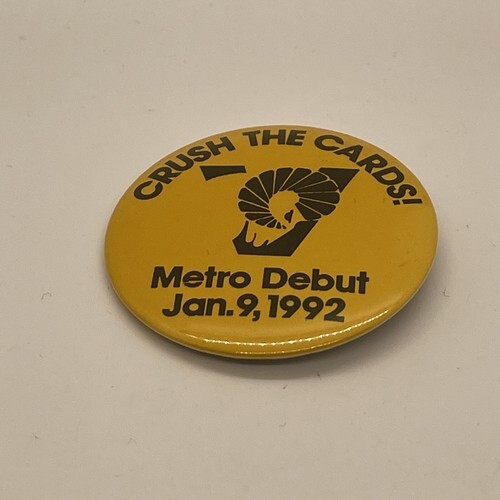 CRUSH THE CARDS!
Metro Debut
Jan. 9, 1992